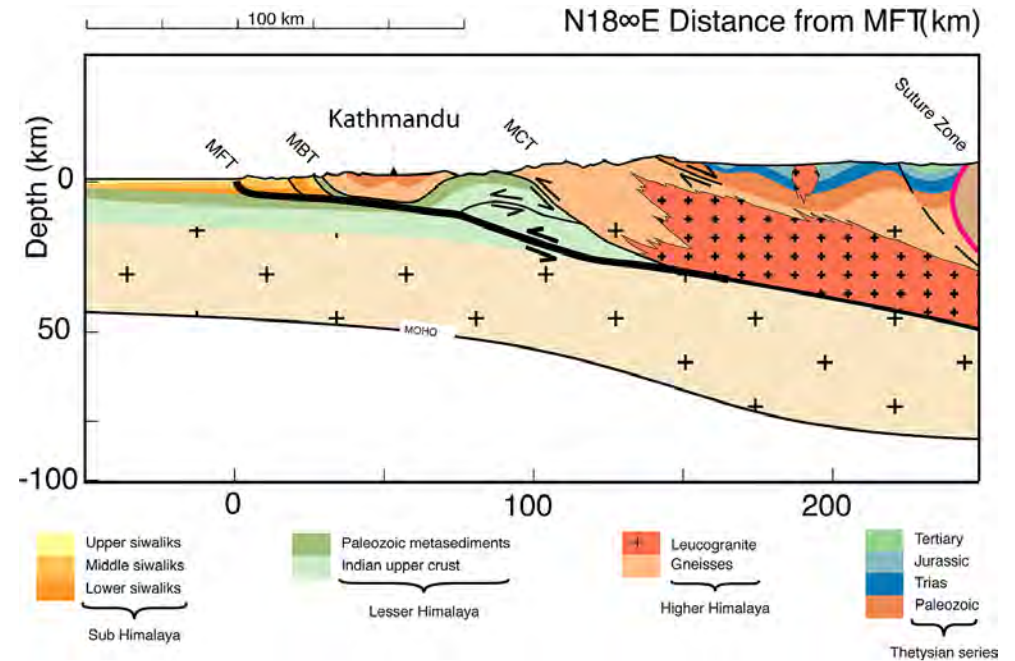 100 km
N18∞E Distance from MFT(km)
Kathmandu
MFT
MBT
MCT
Suture Zone
Depth (km)
0
50
-100
MOHO
0
100
200
Upper siwaliks
Middle siwaliks
Lower siwaliks
Sub Himalaya
Paleozoic metasediments
Indian upper crust
Lesser Himalaya
Leucogranite
Gneisses
Higher Himalaya
Tertiary
Jurassic
Trias
Paleozoic
Thetysian series